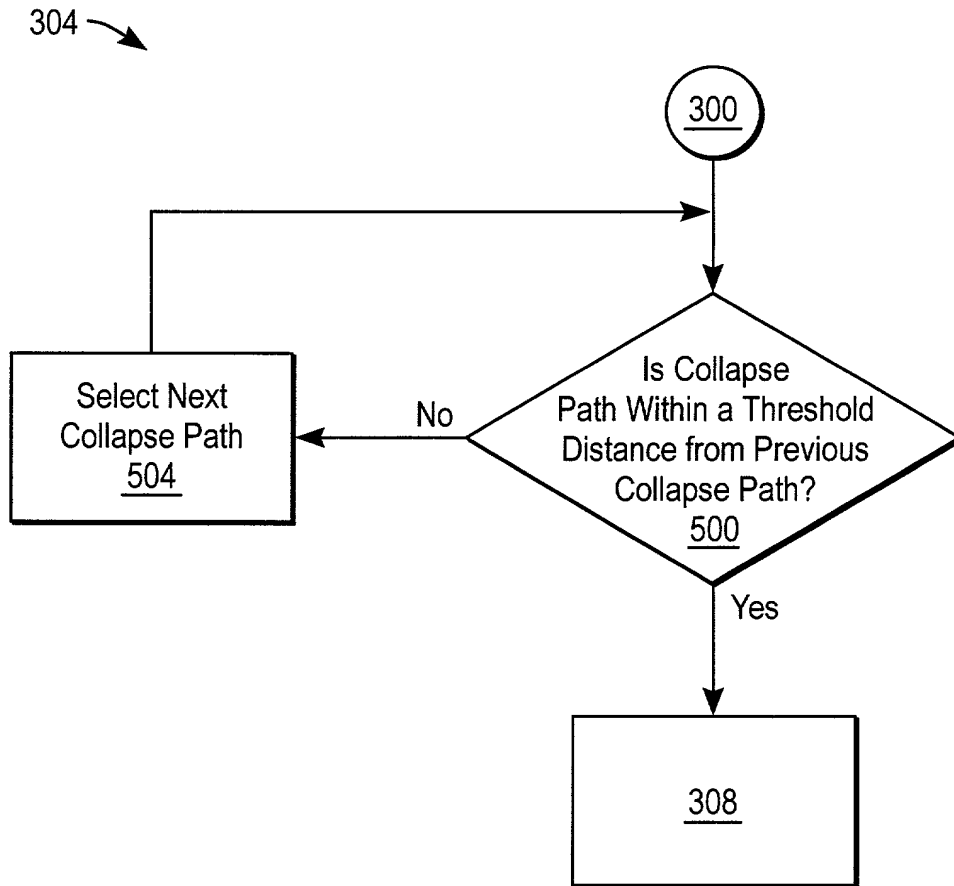 304
300
Is Collapse
Path Within a Threshold
Distance from Previous
Collapse Path?
500
No
Select Next
Collapse Path
504
Yes
308